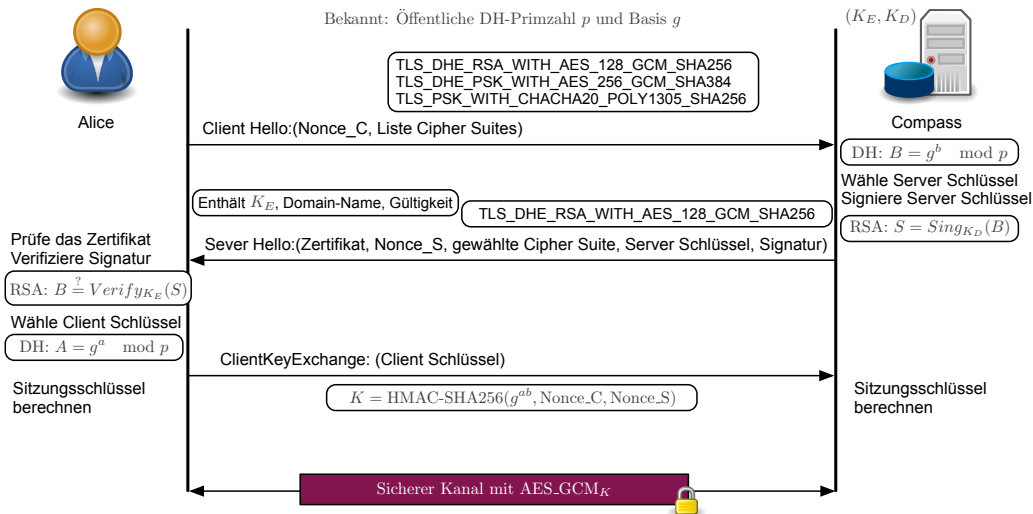 Bekannt: Öffentliche DH-Primzahl p und Basis g
(K_E, K_D)
TLS_DHE_RSA_WITH_AES_128_GCM_SHA256
TLS_DHE_PSK_WITH_AES_256_GCM_SHA384
TLS_PSK_WITH_CHACHA20_POLY1305_SHA256
Alice
Compass
Client Hello:(Nonce_C, Liste Cipher Suites)
DH: B = g^b mod p
Wähle Server Schlüssel
Signiere Server Schlüssel
Enthält K_E, Domain-Name, Gültigkeit
TLS_DHE_RSA_WITH_AES_128_GCM_SHA256
RSA: S = Sing_{K_D}(B)
Sever Hello:(Zertifikat, Nonce_S, gewählte Cipher Suite, Server Schlüssel, Signatur)
Prüfe das Zertifikat
Verifiziere Signatur
RSA: B ≟ Verify_{K_E}(S)
Wähle Client Schlüssel
DH: A = g^a mod p
ClientKeyExchange: (Client Schlüssel)
Sitzungsschlüssel
berechnen
K = HMAC-SHA256(g^{ab}, Nonce_C, Nonce_S)
Sitzungsschlüssel
berechnen
Sicherer Kanal mit AES_GCM_K